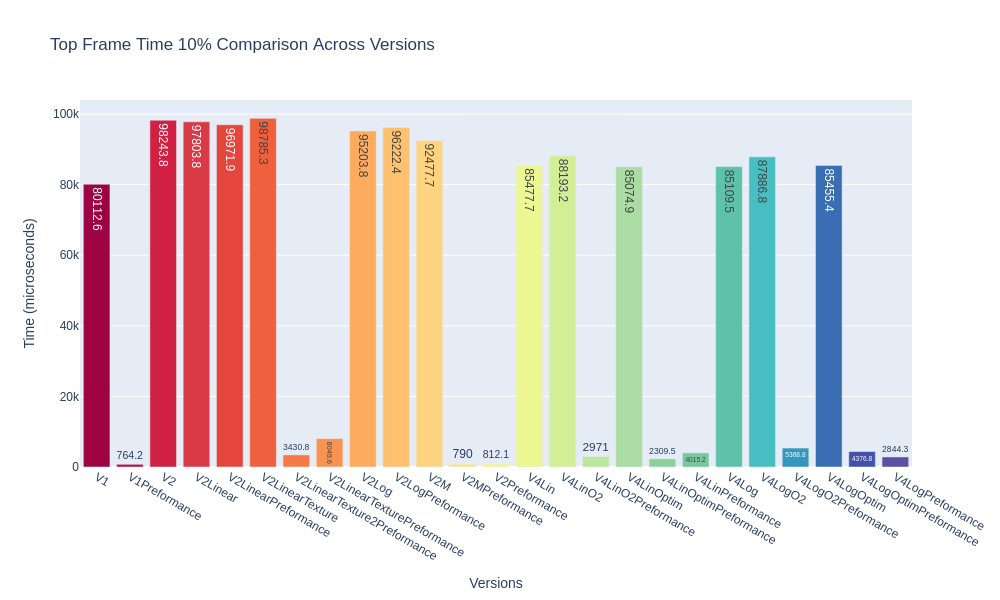 Top Frame Time 10% Comparison Across Versions
Time (microseconds)
100k
80k
60k
40k
20k
0
80112.6
764.2
98243.8
97803.8
96971.9
98785.3
3430.8
8049.6
95203.8
96222.4
92477.7
790
812.1
85477.7
88193.2
2971
85074.9
2309.5
4015.2
85109.5
87886.8
5368.8
85455.4
4376.8
2844.3
V1
V1Preformance
V2
V2Linear
V2LinearPreformance
V2LinearTexture
V2LinearTexture2Preformance
V2LinearTexturePreformance
V2Log
V2LogPreformance
V2M
V2MPreformance
V2Preformance
V4Lin
V4LinO2
V4LinO2Preformance
V4LinOptim
V4LinOptimPreformance
V4LinPreformance
V4Log
V4LogO2
V4LogO2Preformance
V4LogOptim
V4LogOptimPreformance
V4LogPreformance
Versions